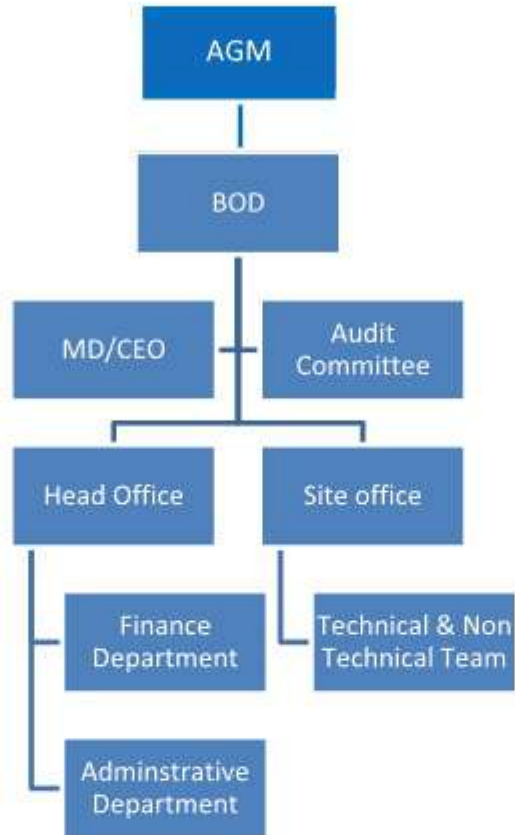 AGM
BOD
MD/CEO
Audit
Committee
Head Office
Site office
Finance
Department
Technical & Non
Technical Team
Adminstrative
Department